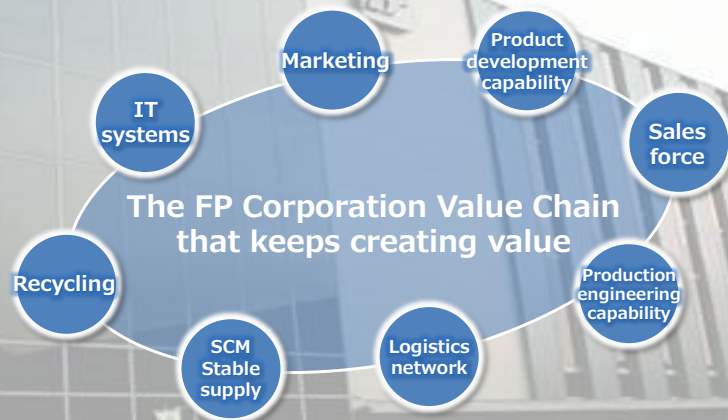 Marketing
Product
development
capability
IT
systems
Sales
force
The FP Corporation Value Chain
that keeps creating value
Recycling
Production
engineering
capability
SCM
Stable
supply
Logistics
network